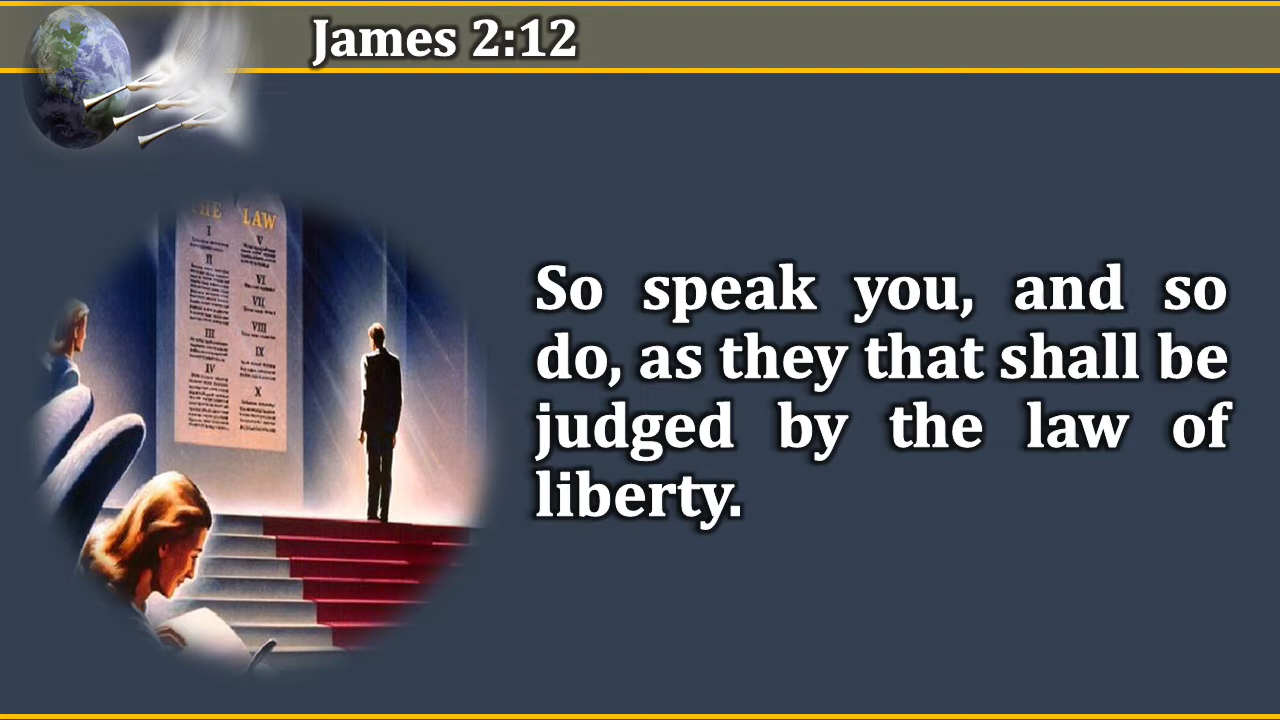 James 2:12
THE LAW
I V
II
VI
VII
VIII
III
IX
IV
X
So speak you, and so
do, as they that shall be
judged by the law of
liberty.